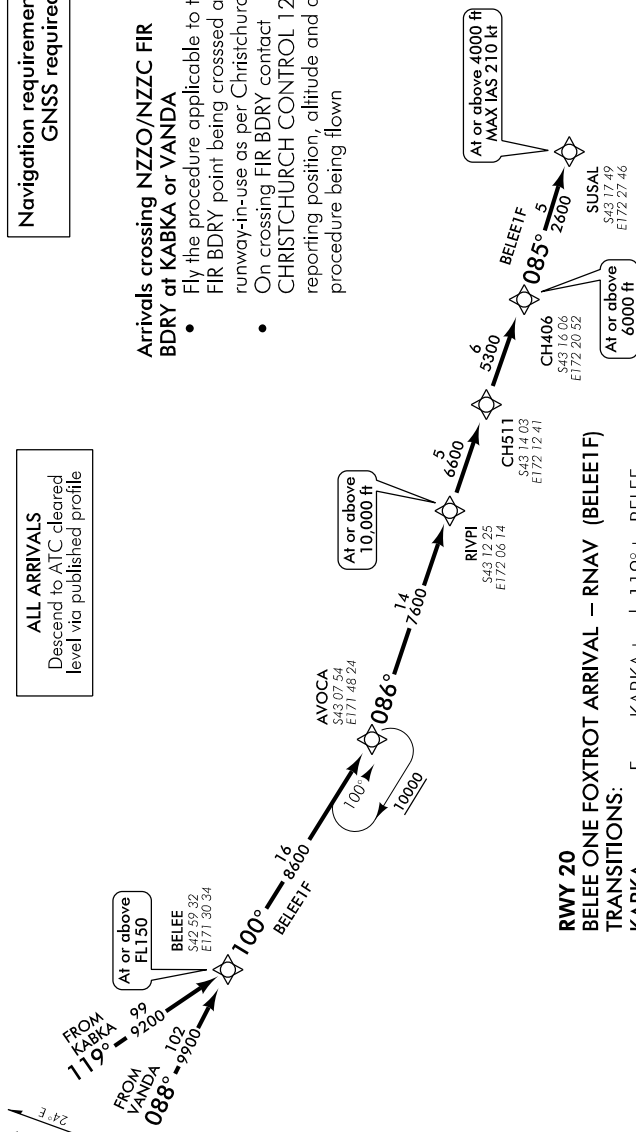 Navigation requiremen
GNSS required
ALL ARRIVALS
Descend to ATC cleared
level via published profile
Arrivals crossing NZZO/NZZC FIR
BDRY at KABKA or VANDA
• Fly the procedure applicable to t
FIR BDRY point being crosssed a
runway-in-use as per Christchurc
• On crossing FIR BDRY contact
CHRISTCHURCH CONTROL 12
reporting position, altitude and
procedure being flown
24°E
FROM
KABKA
119°
99
9200
FROM
VANDA
088°
102
9900
At or above
FL150
BELEE
S42 59 32
E171 30 34
100°
16
8600
BELEE1F
AVOCA
S43 07 54
E171 48 24
100°
10000
086°
14
7600
At or above
10,000 ft
RIVPI
S43 12 25
E172 06 14
5
6600
CH511
S43 14 03
E172 12 41
6
5300
CH406
S43 16 06
E172 20 52
At or above
6000 ft
BELEE1F
085°
5
2600
At or above 4000 ft
MAX IAS 210 kt
SUSAL
S43 17 49
E172 27 46
RWY 20
BELEE ONE FOXTROT ARRIVAL – RNAV (BELEE1F)
TRANSITIONS: